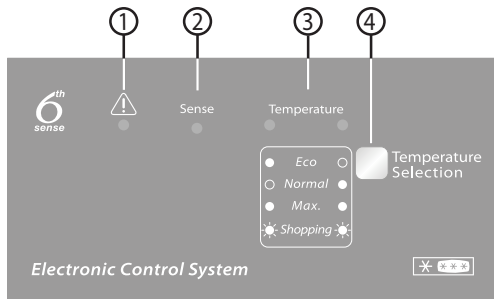 1 2 3 4
6th
sense
Sense
Temperature
Eco
Normal
Max.
Shopping
Temperature
Selection
Electronic Control System